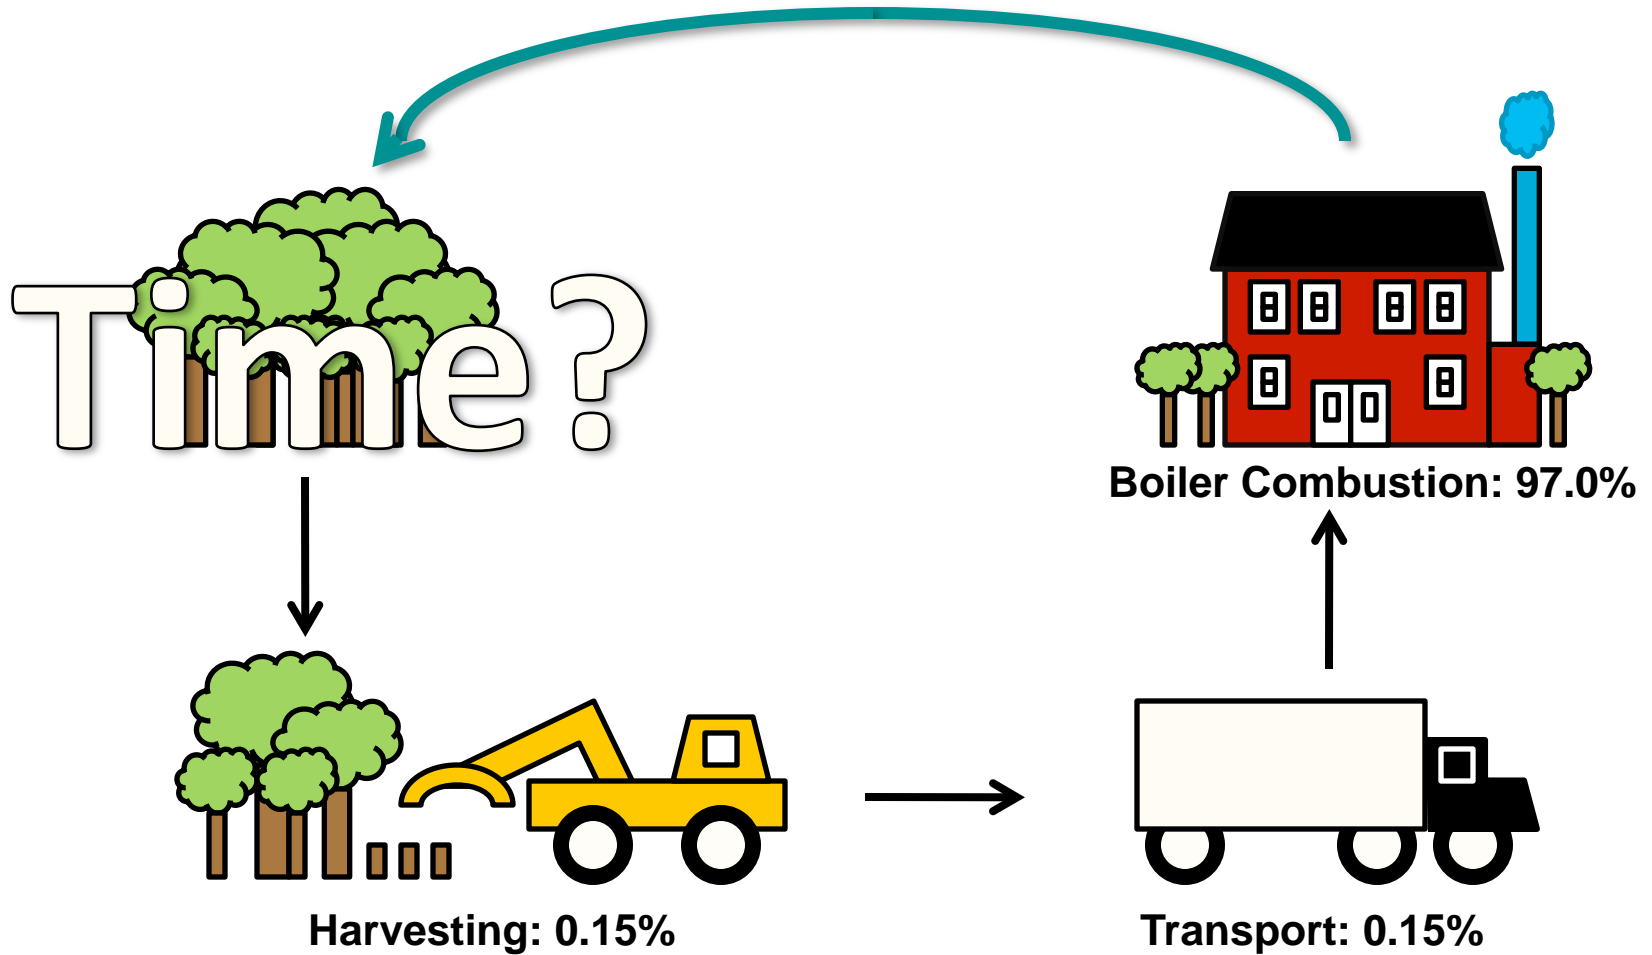 Time?
Boiler Combustion: 97.0%
Harvesting: 0.15%
Transport: 0.15%